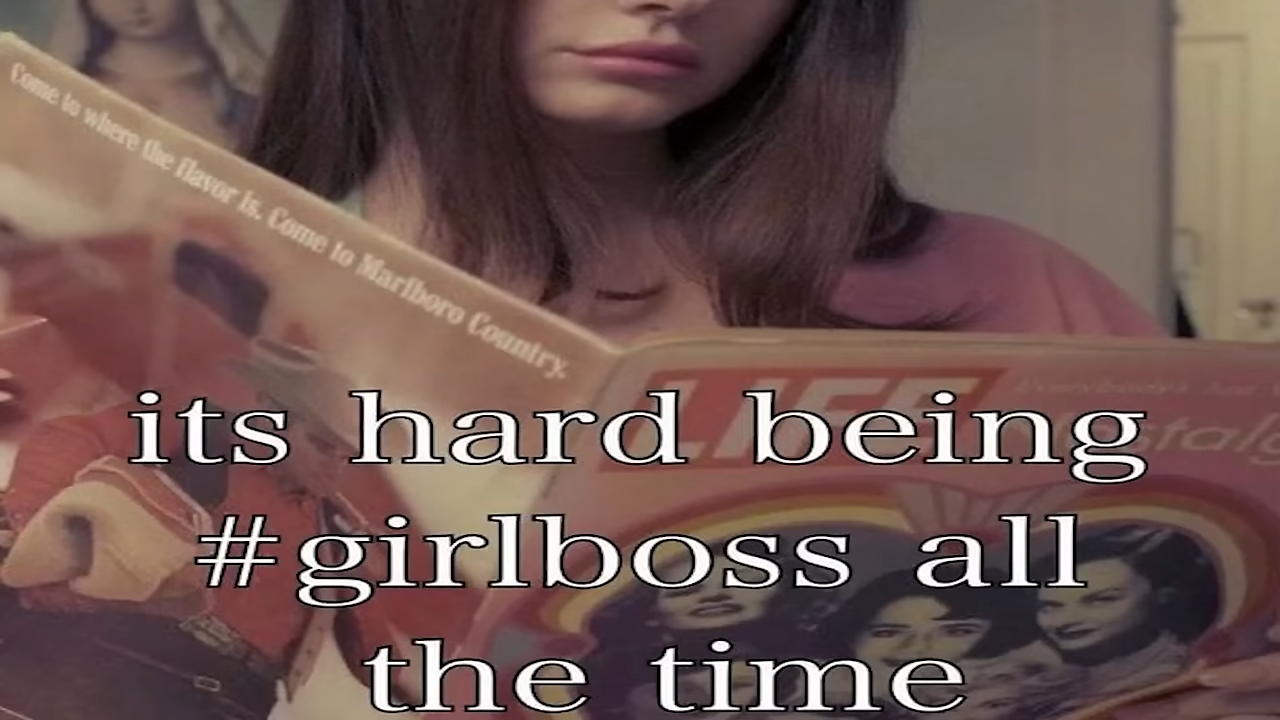 Come to where the flavor is. Come to Marlboro Country.
LIFE
its hard being
#girlboss all
the time